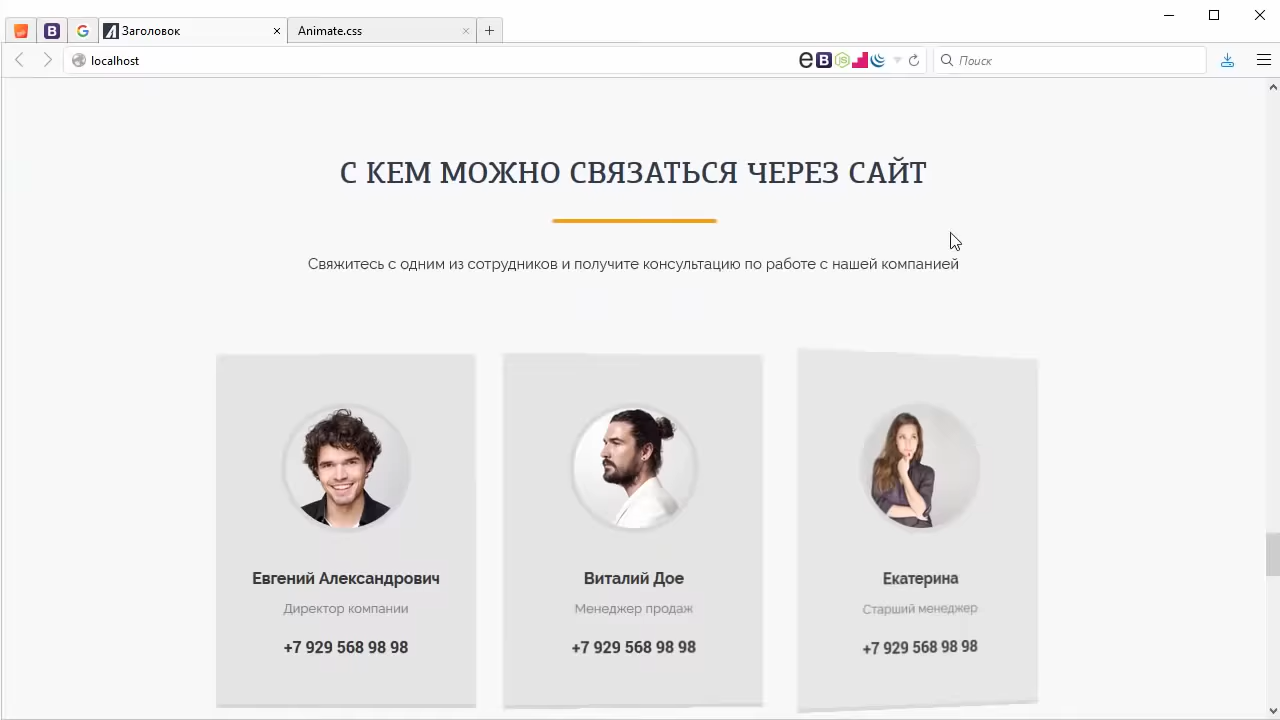 Заголовок
Animate.css
localhost
Поиск
С КЕМ МОЖНО СВЯЗАТЬСЯ ЧЕРЕЗ САЙТ
Свяжитесь с одним из сотрудников и получите консультацию по работе с нашей компанией
Евгений Александрович
Директор компании
+7 929 568 98 98
Виталий Дое
Менеджер продаж
+7 929 568 98 98
Екатерина
Старший менеджер
+7 929 568 98 98